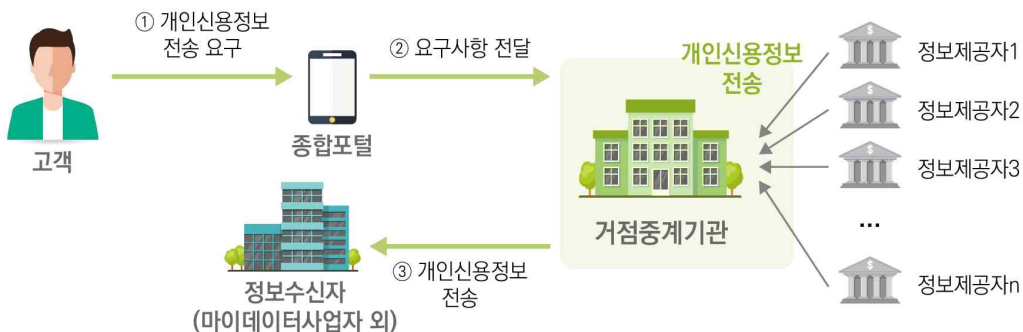 ① 개인신용정보
전송 요구
② 요구사항 전달
개인신용정보
전송
정보제공자1
정보제공자2
정보제공자3
...
정보제공자n
고객
종합포털
거점중계기관
③ 개인신용정보
전송
정보수신자
(마이데이터사업자 외)